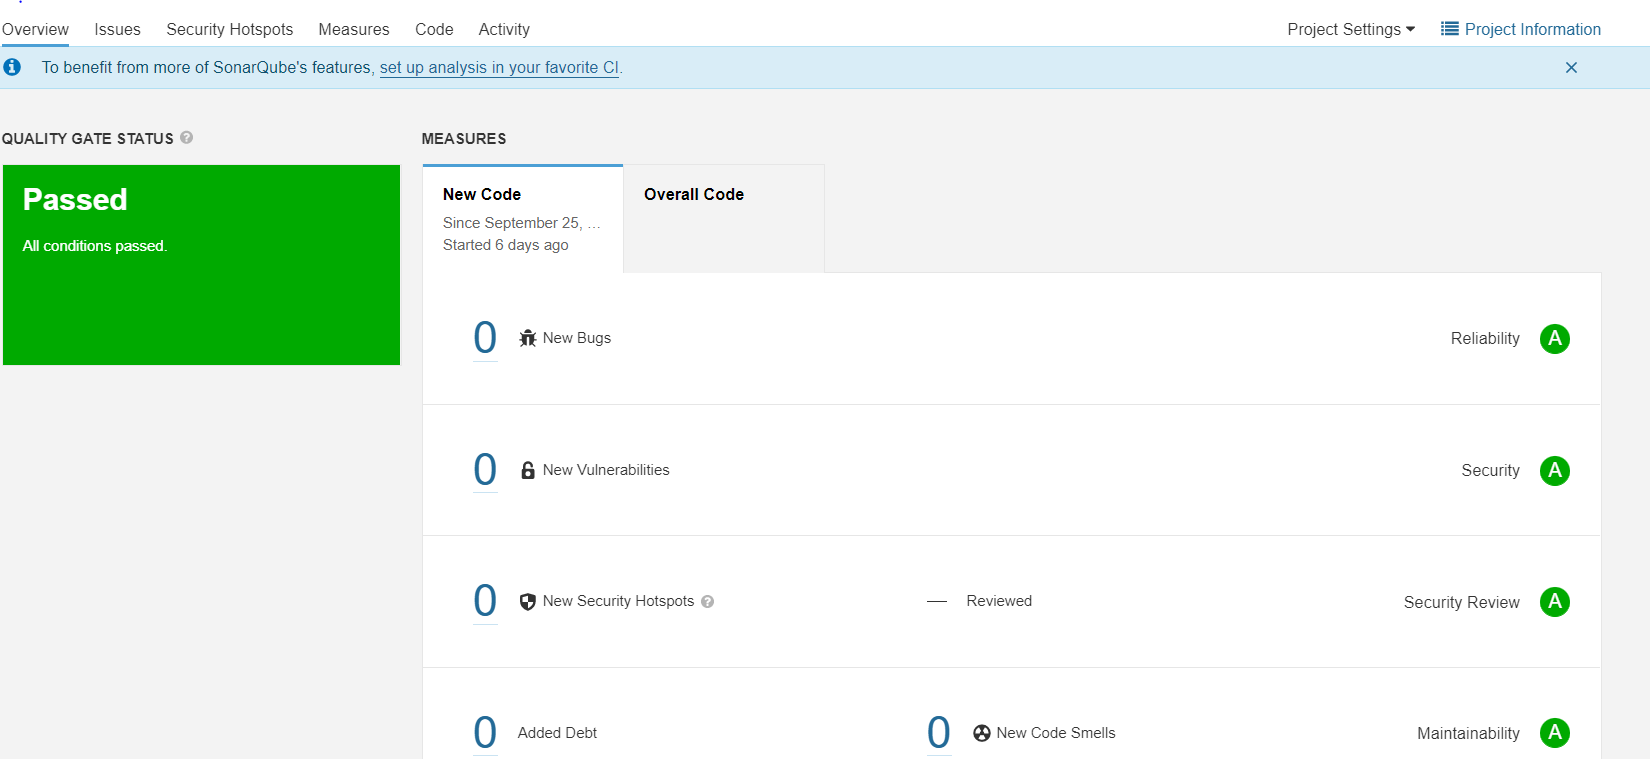 Overview Issues Security Hotspots Measures Code Activity Project Settings Project Information
To benefit from more of SonarQube's features, set up analysis in your favorite CI.
QUALITY GATE STATUS ?
MEASURES
Passed
All conditions passed.
New Code
Since September 25, ...
Started 6 days ago
Overall Code
0 New Bugs Reliability A
0 New Vulnerabilities Security A
0 New Security Hotspots ? — Reviewed Security Review A
0 Added Debt 0 New Code Smells Maintainability A